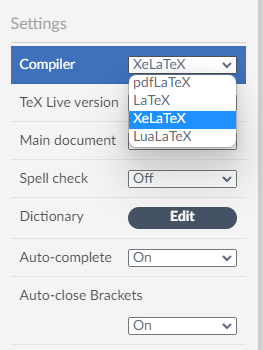 Settings
Compiler XeLaTeX
pdfLaTeX
TeX Live version LaTeX
XeLaTeX
Main document LuaLaTeX
Spell check Off
Dictionary Edit
Auto-complete On
Auto-close Brackets
On